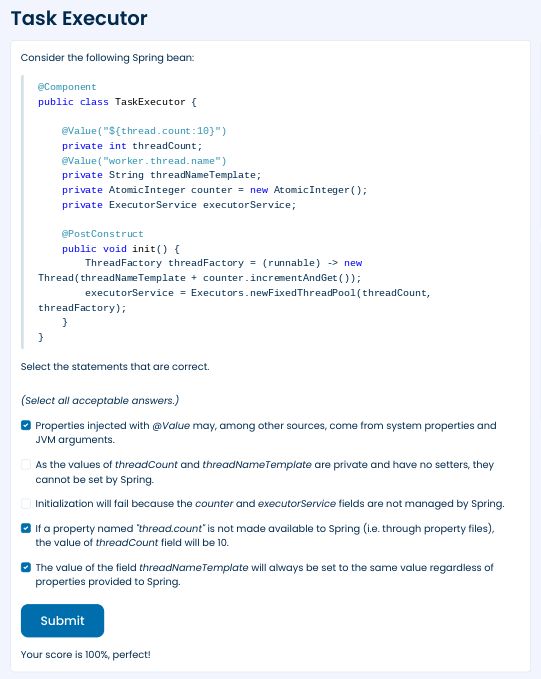 Task Executor
Consider the following Spring bean:
@Component
public class TaskExecutor {
@Value("${thread.count:10}")
private int threadCount;
@Value("worker.thread.name")
private String threadNameTemplate;
private AtomicInteger counter = new AtomicInteger();
private ExecutorService executorService;
@PostConstruct
public void init() {
ThreadFactory threadFactory = (runnable) -> new
Thread(threadNameTemplate + counter.incrementAndGet());
executorService = Executors.newFixedThreadPool(threadCount,
threadFactory);
}
}
Select the statements that are correct.
(Select all acceptable answers.)
Properties injected with @Value may, among other sources, come from system properties and
JVM arguments.
As the values of threadCount and threadNameTemplate are private and have no setters, they
cannot be set by Spring.
Initialization will fail because the counter and executorService fields are not managed by Spring.
If a property named "thread.count" is not made available to Spring (i.e. through property files),
the value of threadCount field will be 10.
The value of the field threadNameTemplate will always be set to the same value regardless of
properties provided to Spring.
Submit
Your score is 100%, perfect!